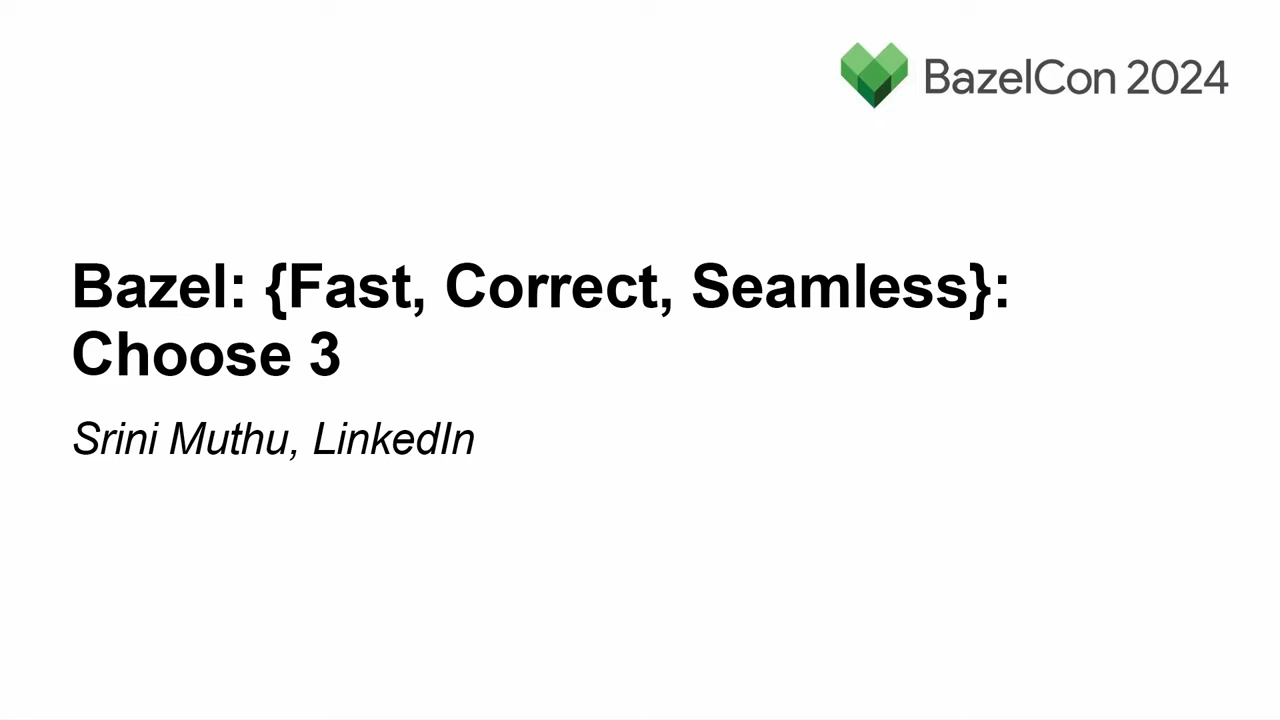 BazelCon 2024
Bazel: {Fast, Correct, Seamless}:
Choose 3
Srini Muthu, LinkedIn